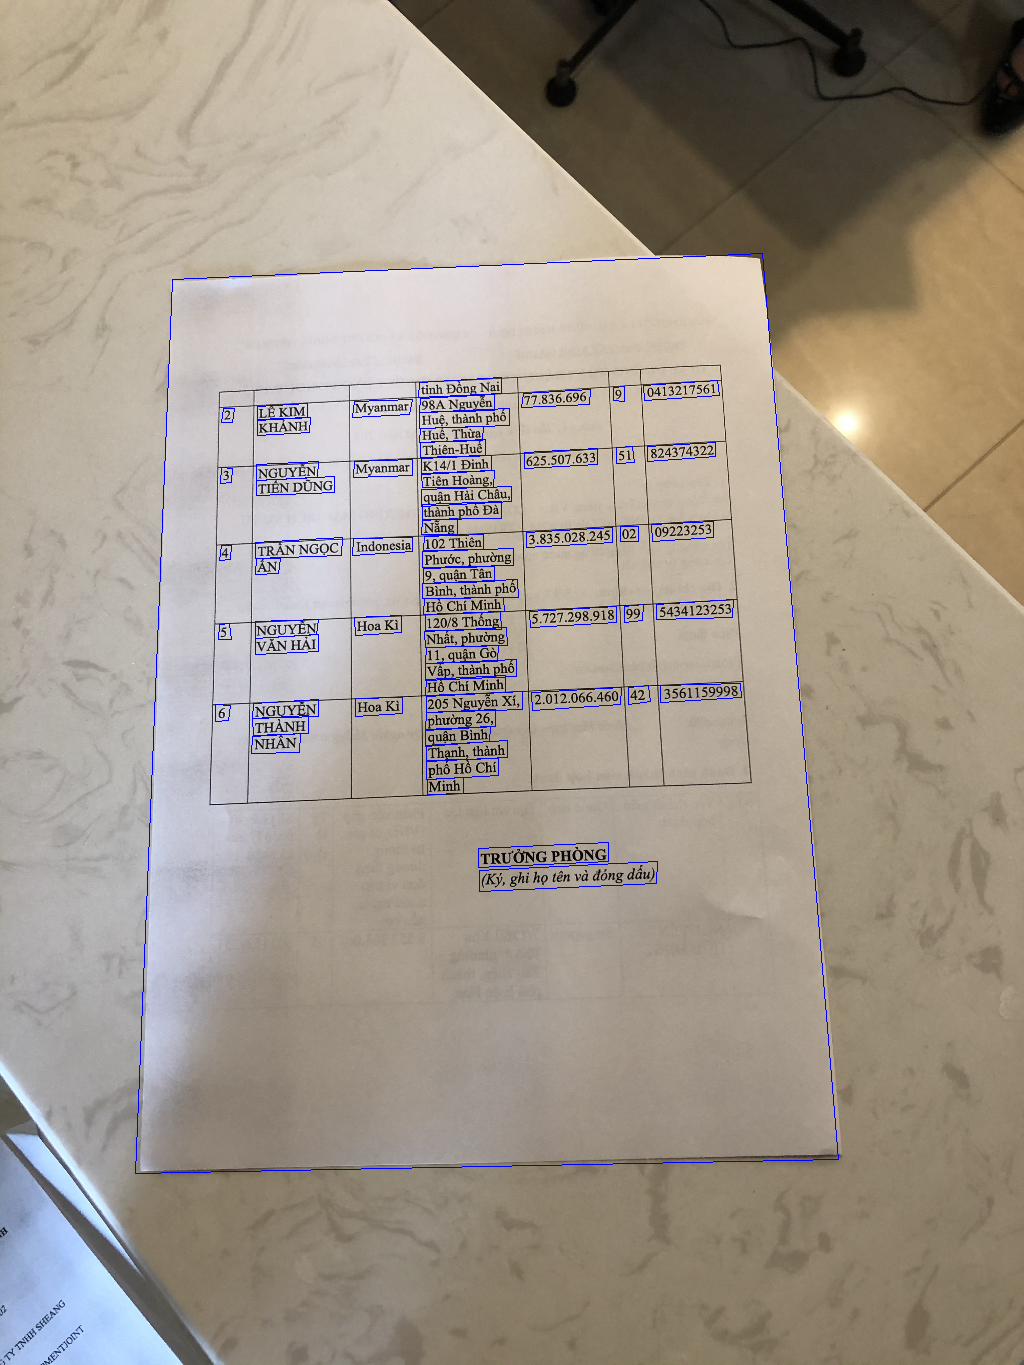 tỉnh Đồng Nai
2 LÊ KIM KHÁNH Myanmar 98A Nguyễn Huệ, thành phố Huế, Thừa Thiên-Huế 77.836.696 9 0413217561
3 NGUYỄN TIẾN DŨNG Myanmar K14/1 Đinh Tiên Hoàng, quận Hải Châu, thành phố Đà Nẵng 625.507.633 51 824374322
4 TRẦN NGỌC ẨN Indonesia 102 Thiên Phước, phường 9, quận Tân Bình, thành phố Hồ Chí Minh 3.835.028.245 02 09223253
5 NGUYỄN VĂN HẢI Hoa Kì 120/8 Thống Nhất, phường 11, quận Gò Vấp, thành phố Hồ Chí Minh 5.727.298.918 99 5434123253
6 NGUYỄN THÀNH NHÂN Hoa Kì 205 Nguyễn Xí, phường 26, quận Bình Thạnh, thành phố Hồ Chí Minh 2.012.066.460 42 3561159998
TRƯỞNG PHÒNG
(Ký, ghi họ tên và đóng dấu)
TY TNHH SHEANG